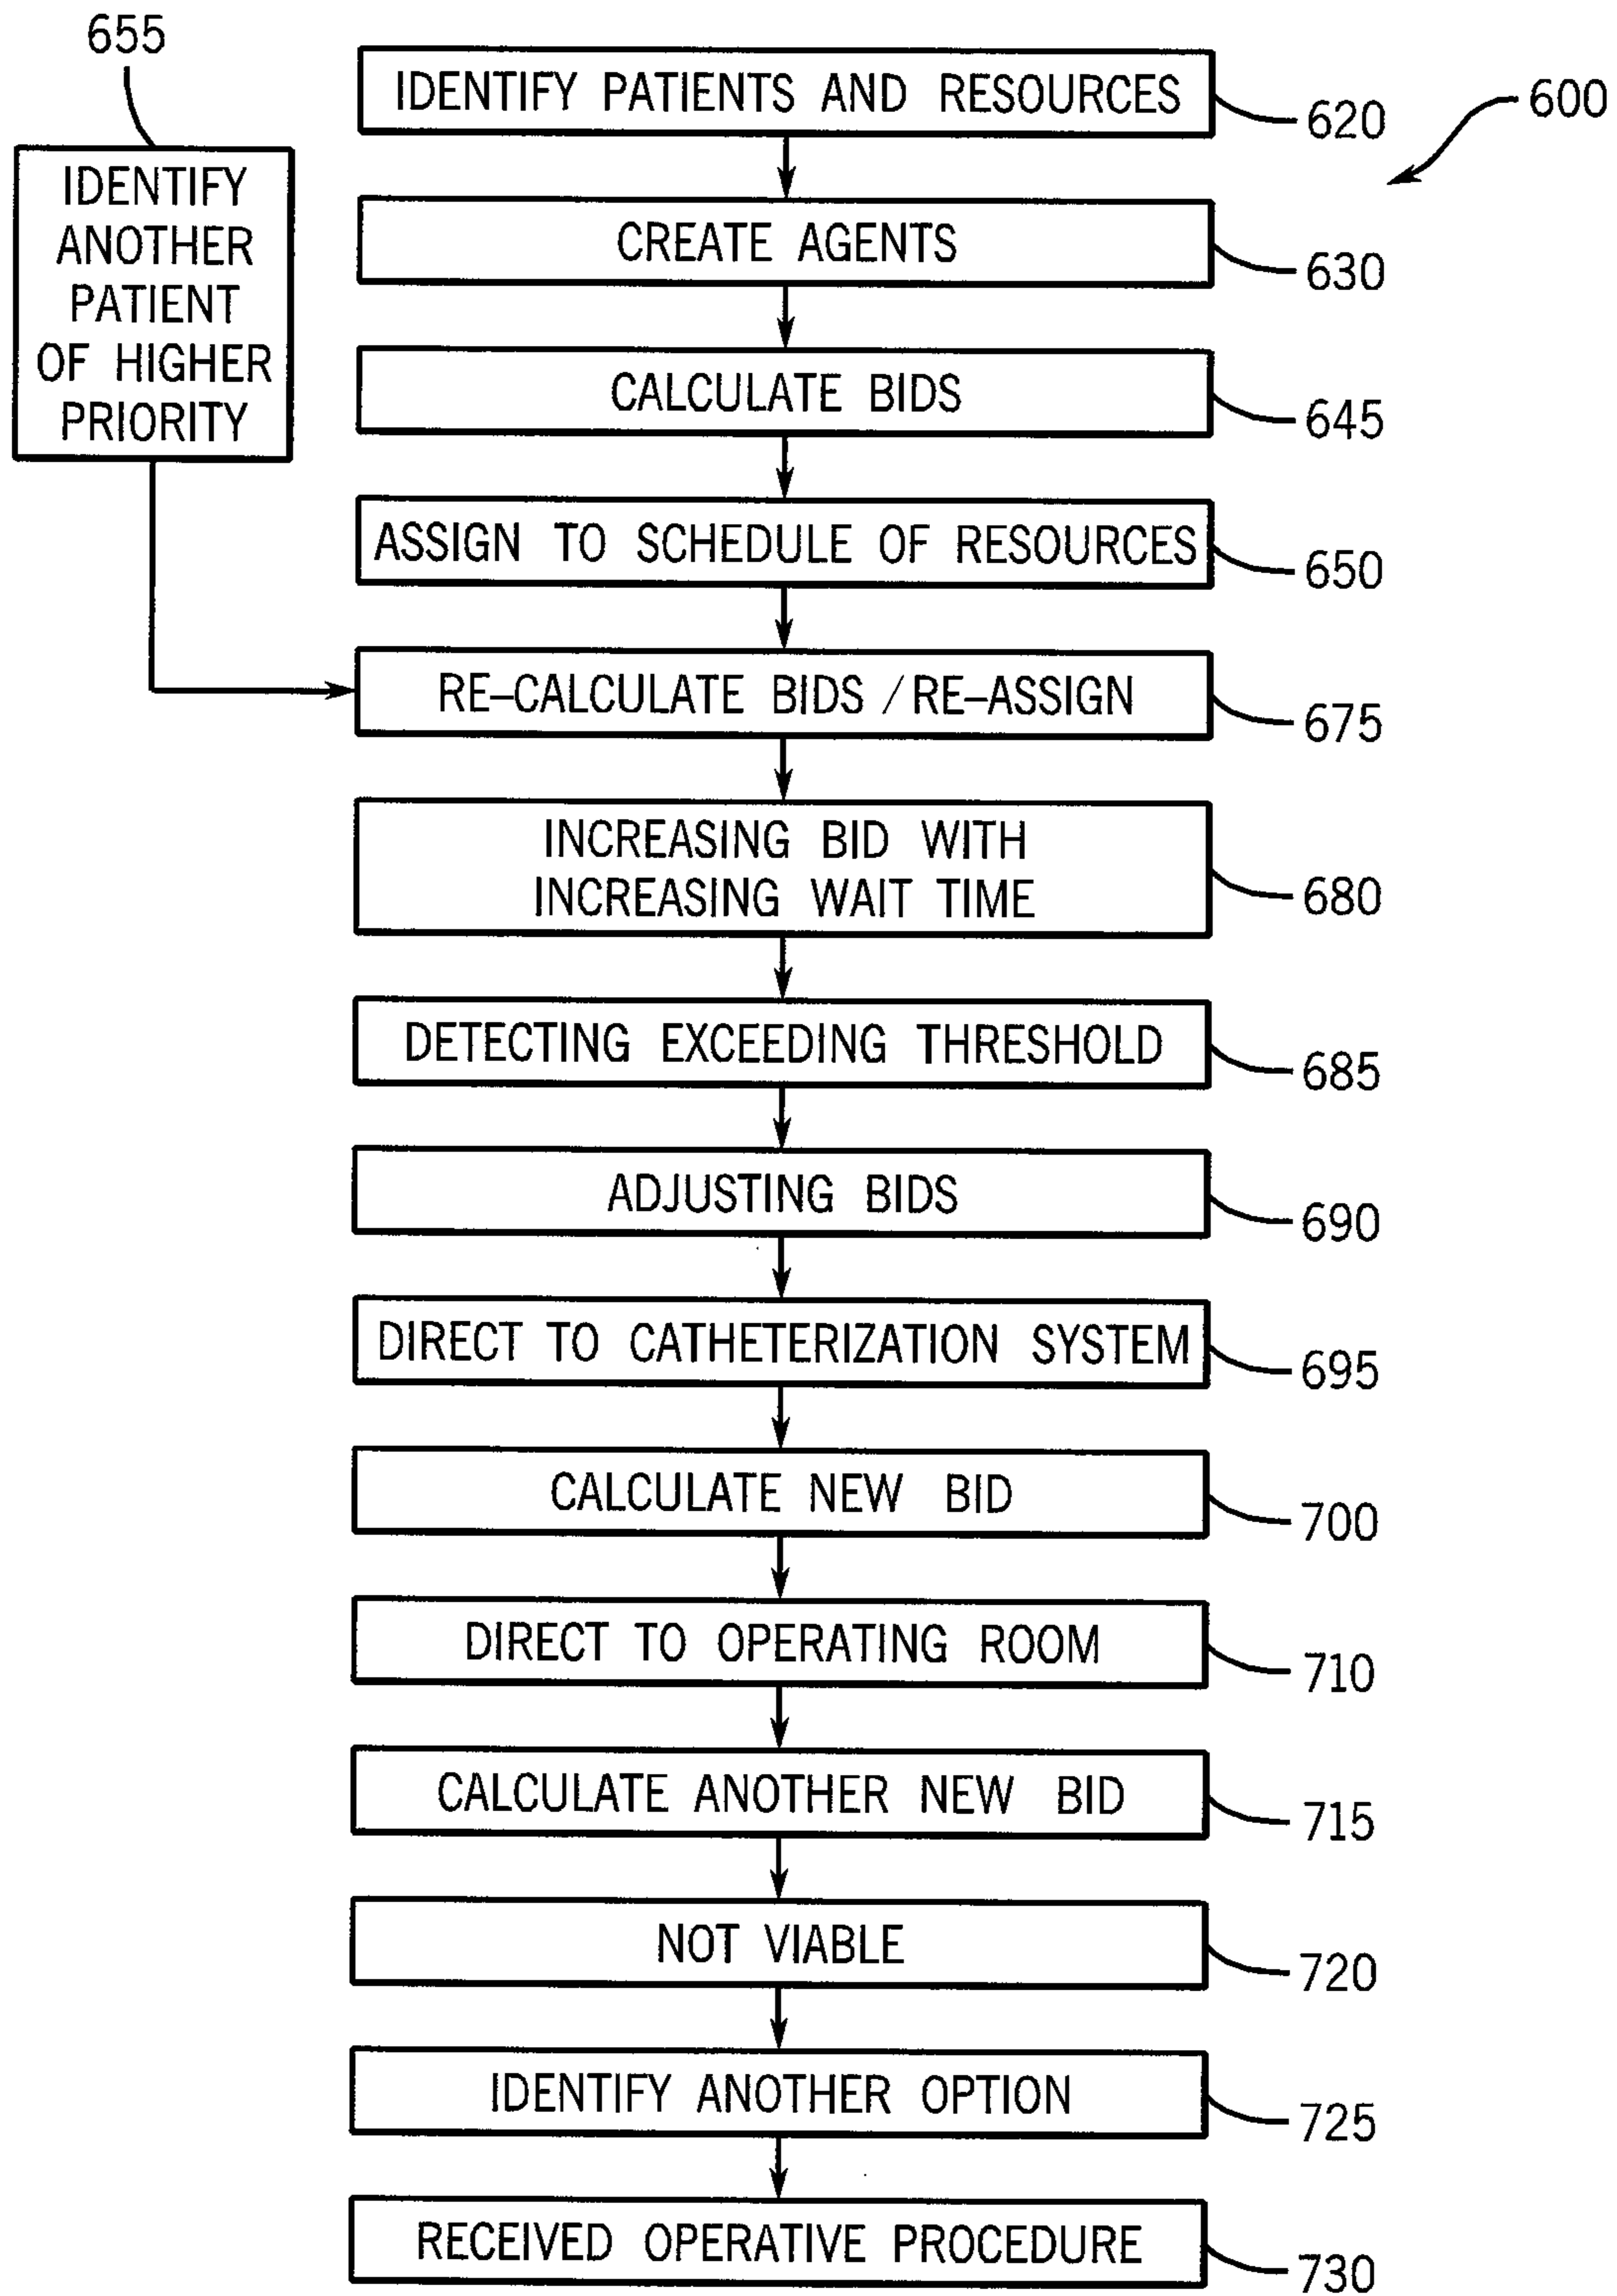 655
IDENTIFY
ANOTHER
PATIENT
OF HIGHER
PRIORITY
600
IDENTIFY PATIENTS AND RESOURCES
620
CREATE AGENTS
630
CALCULATE BIDS
645
ASSIGN TO SCHEDULE OF RESOURCES
650
RE–CALCULATE BIDS / RE–ASSIGN
675
INCREASING BID WITH
INCREASING WAIT TIME
680
DETECTING EXCEEDING THRESHOLD
685
ADJUSTING BIDS
690
DIRECT TO CATHETERIZATION SYSTEM
695
CALCULATE NEW BID
700
DIRECT TO OPERATING ROOM
710
CALCULATE ANOTHER NEW BID
715
NOT VIABLE
720
IDENTIFY ANOTHER OPTION
725
RECEIVED OPERATIVE PROCEDURE
730